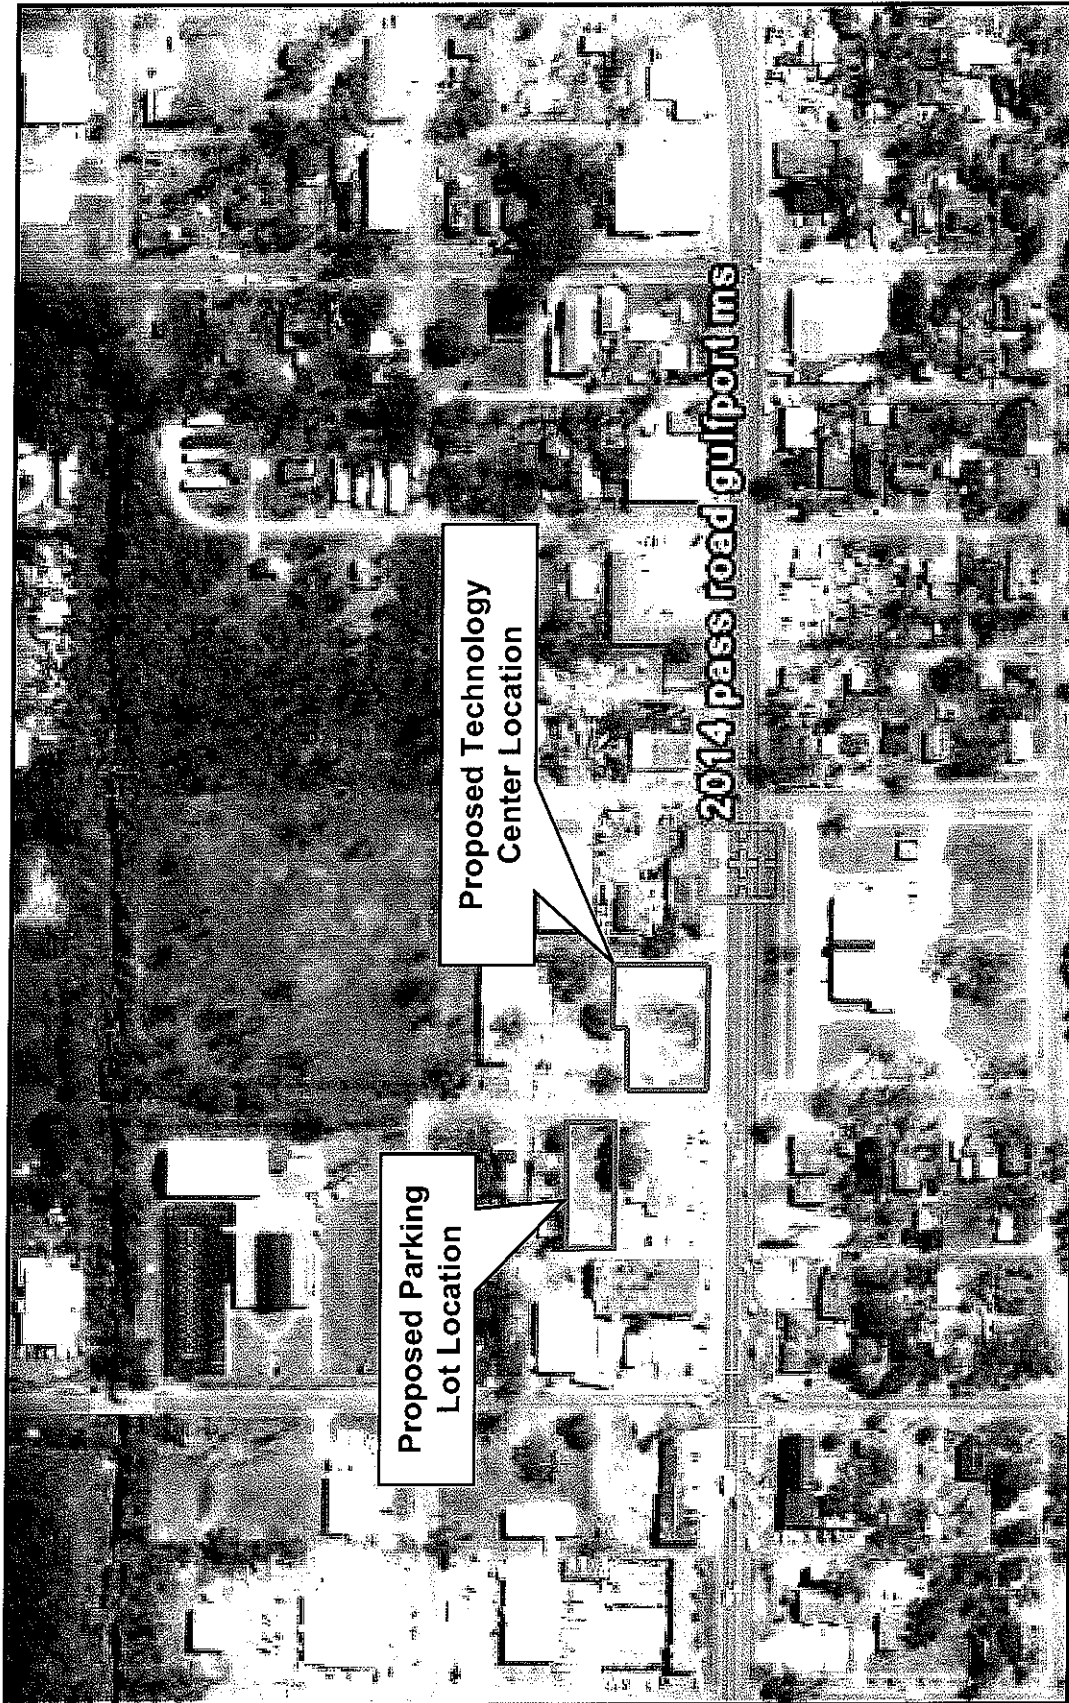 Proposed Parking
Lot Location
Proposed Technology
Center Location
2014 pass road gulfport ms